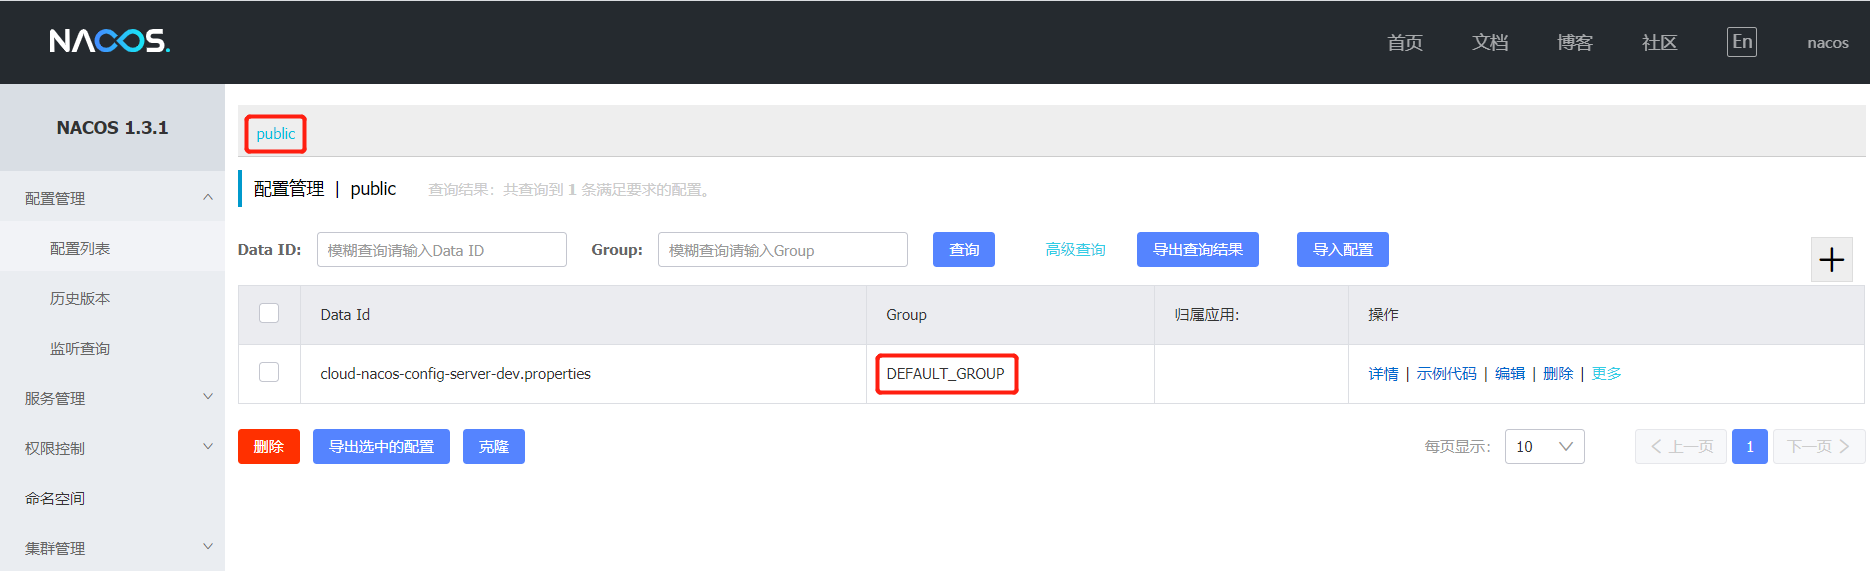 NACOS.
首页 文档 博客 社区 En nacos
NACOS 1.3.1
配置管理
配置列表
历史版本
监听查询
服务管理
权限控制
命名空间
集群管理
public
配置管理 | public 查询结果：共查询到 1 条满足要求的配置。
Data ID: 模糊查询请输入Data ID Group: 模糊查询请输入Group 查询 高级查询 导出查询结果 导入配置
Data Id Group 归属应用: 操作
cloud-nacos-config-server-dev.properties DEFAULT_GROUP 详情 | 示例代码 | 编辑 | 删除 | 更多
删除 导出选中的配置 克隆 每页显示: 10 上一页 1 下一页